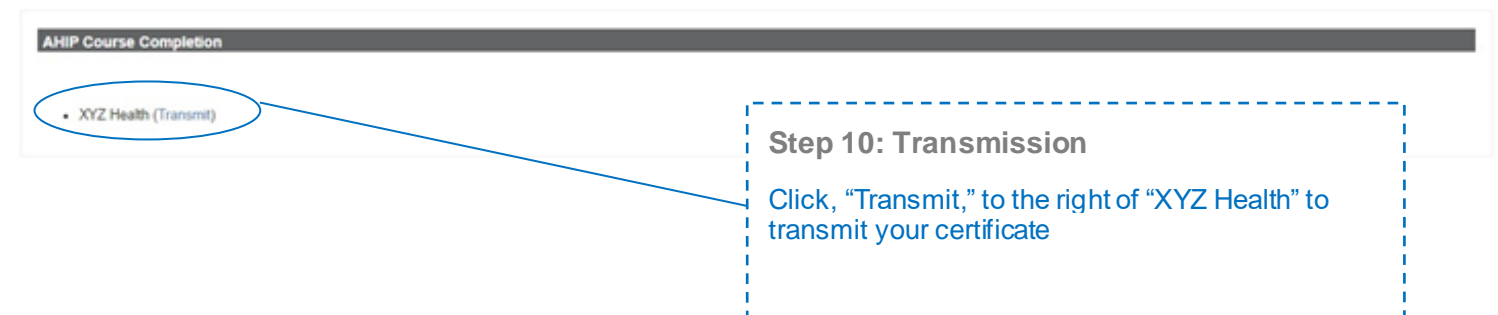 AHIP Course Completion
• XYZ Health (Transmit)
Step 10: Transmission
Click, “Transmit,” to the right of “XYZ Health” to
transmit your certificate